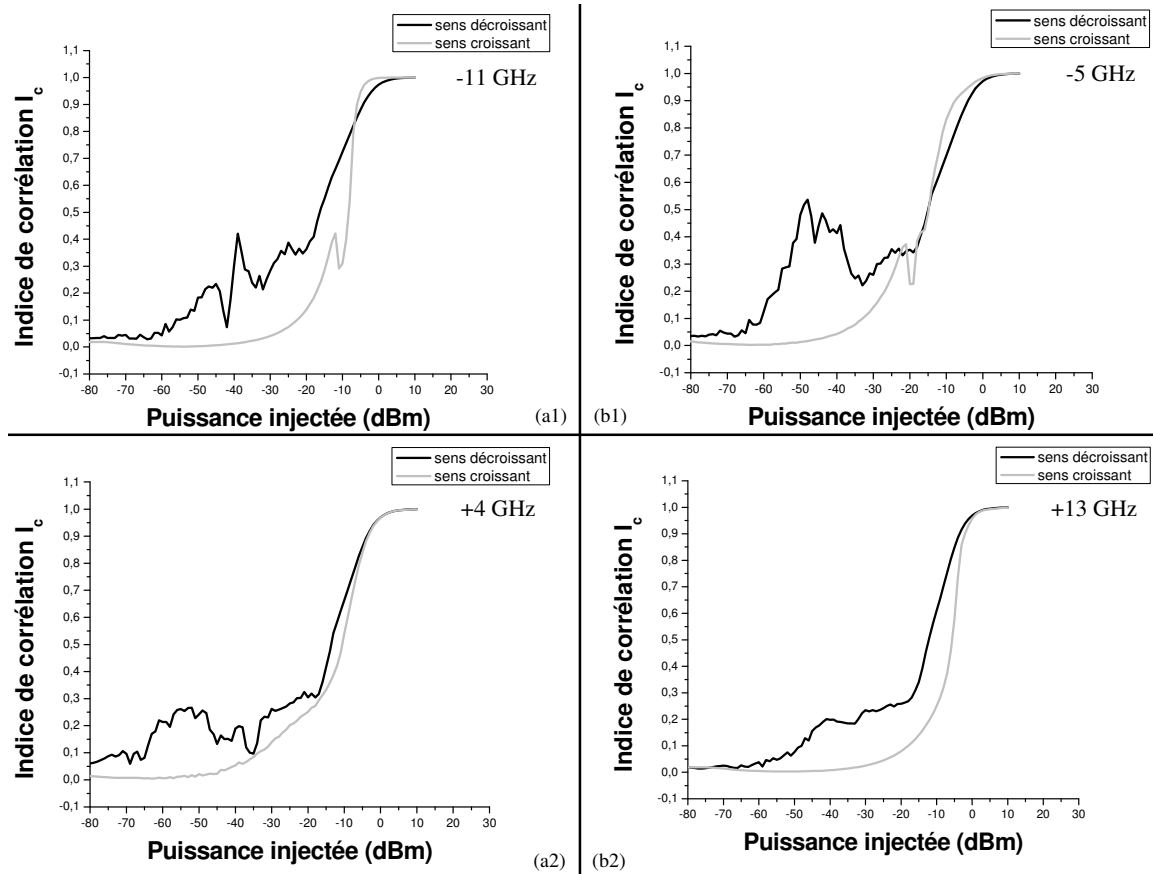 sens décroissant
sens croissant
-11 GHz
1,1
1,0
0,9
0,8
0,7
0,6
0,5
0,4
0,3
0,2
0,1
0,0
-0,1
Indice de corrélation I_c
-80 -70 -60 -50 -40 -30 -20 -10 0 10 20 30
Puissance injectée (dBm)
(a1)
sens décroissant
sens croissant
-5 GHz
1,1
1,0
0,9
0,8
0,7
0,6
0,5
0,4
0,3
0,2
0,1
0,0
-0,1
Indice de corrélation I_c
-80 -70 -60 -50 -40 -30 -20 -10 0 10 20 30
Puissance injectée (dBm)
(b1)
sens décroissant
sens croissant
+4 GHz
1,1
1,0
0,9
0,8
0,7
0,6
0,5
0,4
0,3
0,2
0,1
0,0
-0,1
Indice de corrélation I_c
-80 -70 -60 -50 -40 -30 -20 -10 0 10 20 30
Puissance injectée (dBm)
(a2)
sens décroissant
sens croissant
+13 GHz
1,1
1,0
0,9
0,8
0,7
0,6
0,5
0,4
0,3
0,2
0,1
0,0
-0,1
Indice de corrélation I_c
-80 -70 -60 -50 -40 -30 -20 -10 0 10 20 30
Puissance injectée (dBm)
(b2)